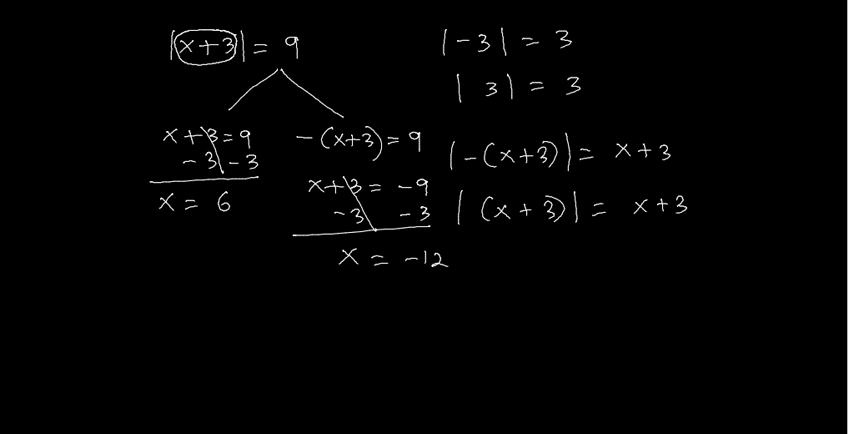 |x+3| = 9
x+3=9
-3 -3
x = 6
-(x+3)=9
x+3 = -9
-3 -3
x = -12
|-3| = 3
|3| = 3
|-(x+3)| = x+3
|(x+3)| = x+3